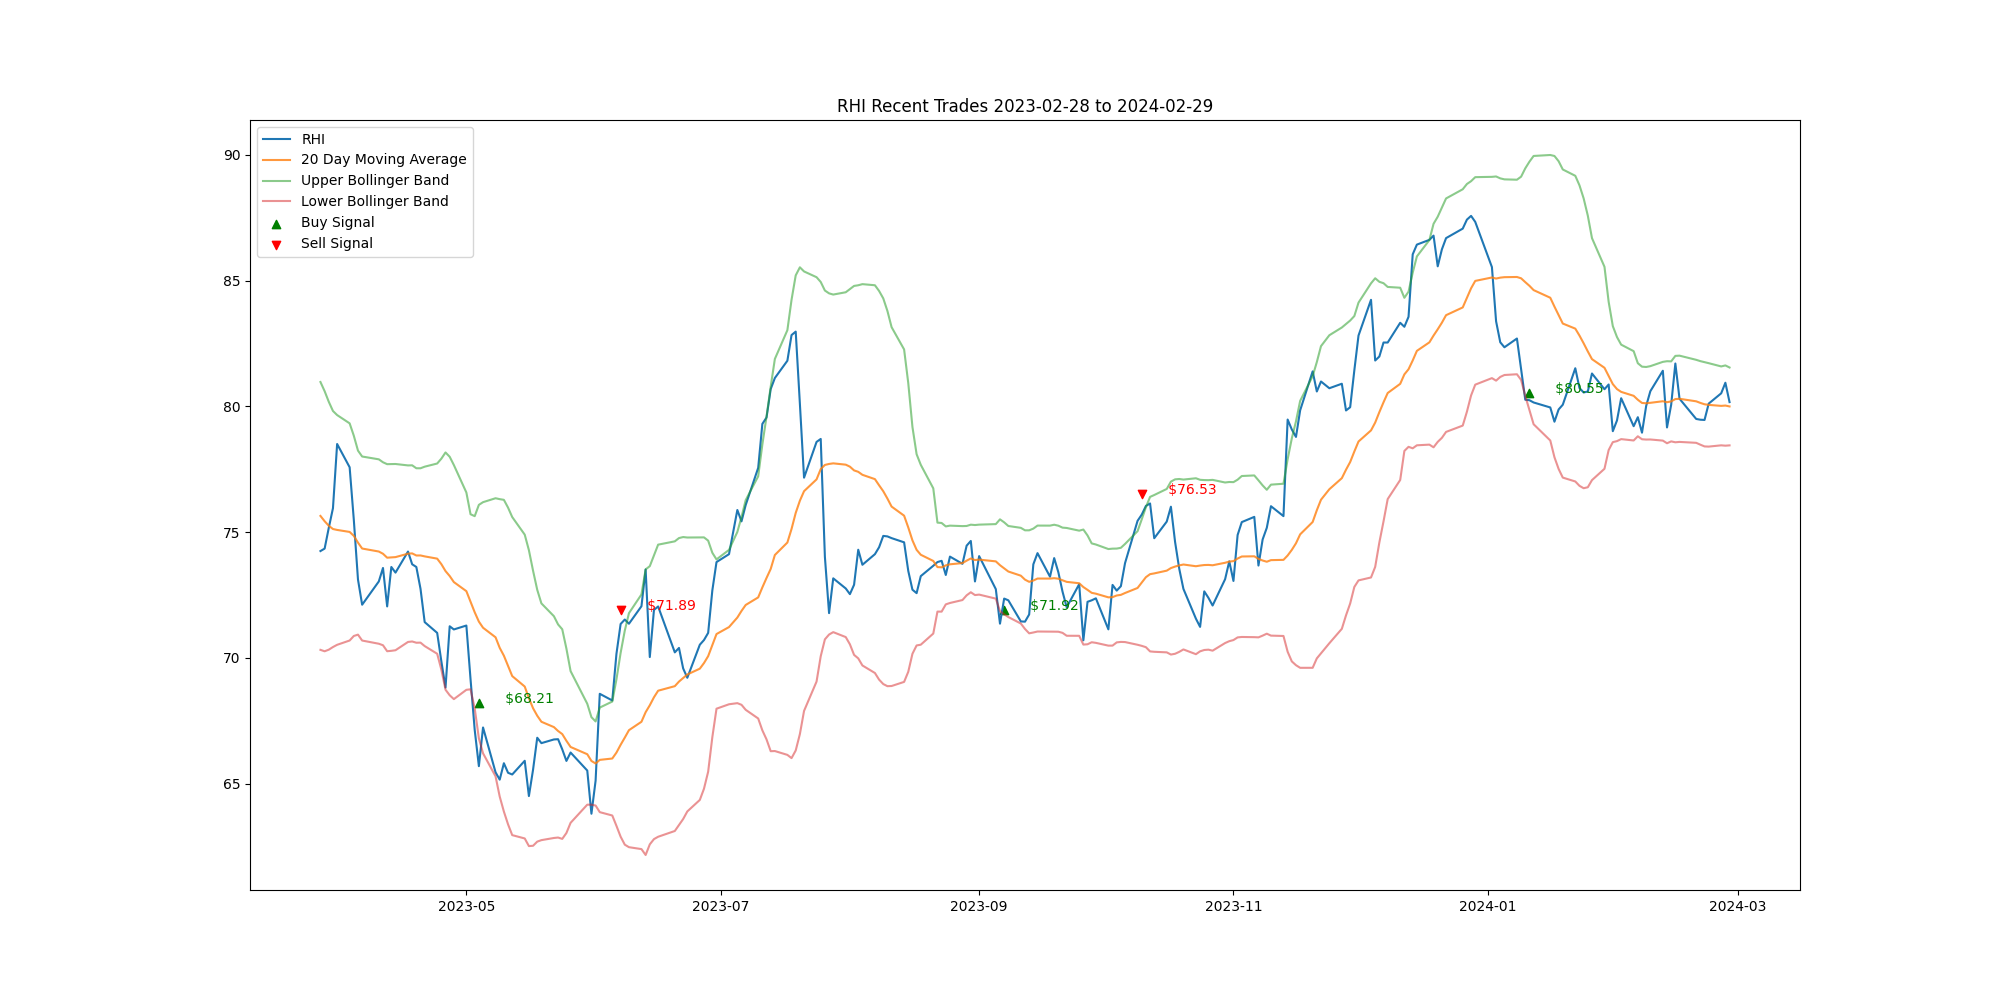 RHI Recent Trades 2023-02-28 to 2024-02-29
RHI
20 Day Moving Average
Upper Bollinger Band
Lower Bollinger Band
Buy Signal
Sell Signal
90
85
80
75
70
65
$68.21
$71.89
$71.92
$76.53
$80.55
2023-05
2023-07
2023-09
2023-11
2024-01
2024-03